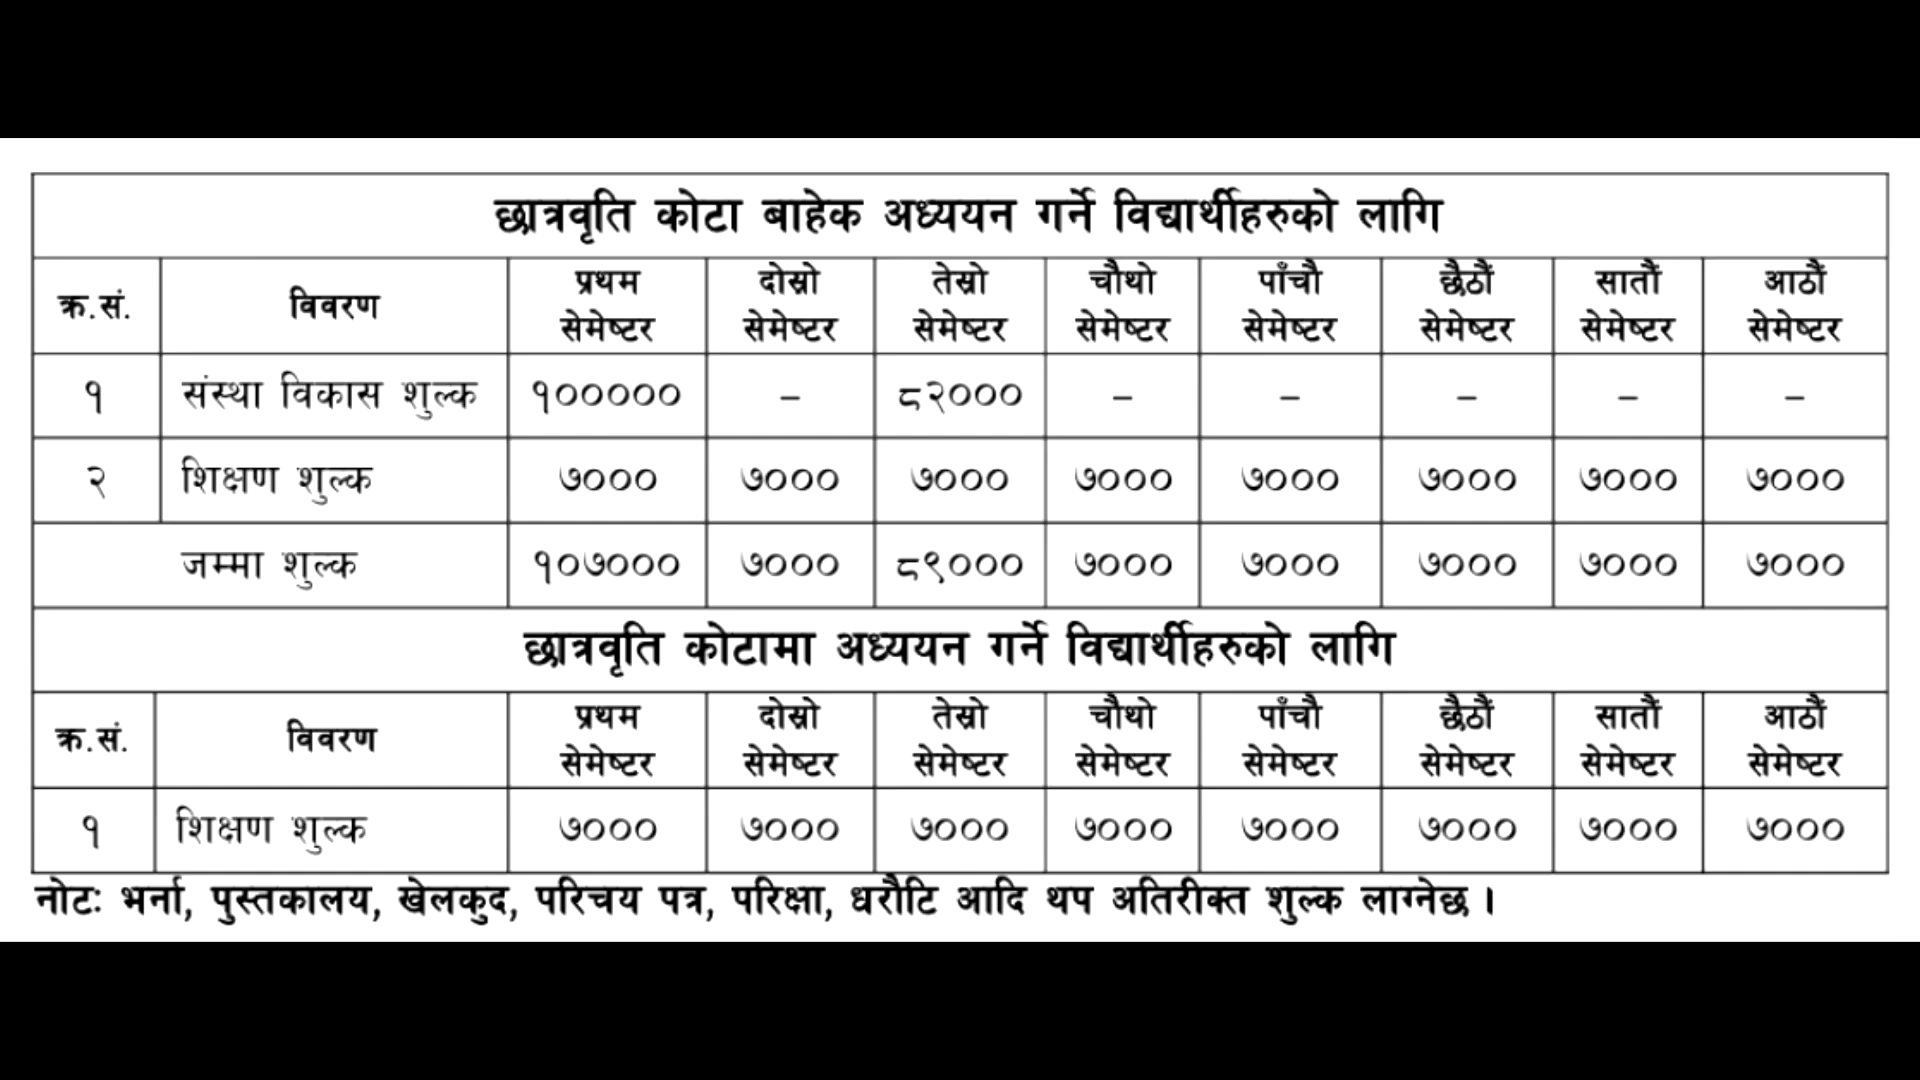 छात्रवृति कोटा बाहेक अध्ययन गर्ने विद्यार्थीहरुको लागि
क्र.सं. विवरण प्रथम सेमेष्टर दोस्रो सेमेष्टर तेस्रो सेमेष्टर चौथो सेमेष्टर पाँचौ सेमेष्टर छैठौं सेमेष्टर सातौं सेमेष्टर आठौं सेमेष्टर
१ संस्था विकास शुल्क १००००० – ८२००० – – – – –
२ शिक्षण शुल्क ७००० ७००० ७००० ७००० ७००० ७००० ७००० ७०००
जम्मा शुल्क १०७००० ७००० ८९००० ७००० ७००० ७००० ७००० ७०००
छात्रवृति कोटामा अध्ययन गर्ने विद्यार्थीहरुको लागि
क्र.सं. विवरण प्रथम सेमेष्टर दोस्रो सेमेष्टर तेस्रो सेमेष्टर चौथो सेमेष्टर पाँचौ सेमेष्टर छैठौं सेमेष्टर सातौं सेमेष्टर आठौं सेमेष्टर
१ शिक्षण शुल्क ७००० ७००० ७००० ७००० ७००० ७००० ७००० ७०००
नोटः भर्ना, पुस्तकालय, खेलकुद, परिचय पत्र, परिक्षा, धरौटि आदि थप अतिरीक्त शुल्क लाग्नेछ ।